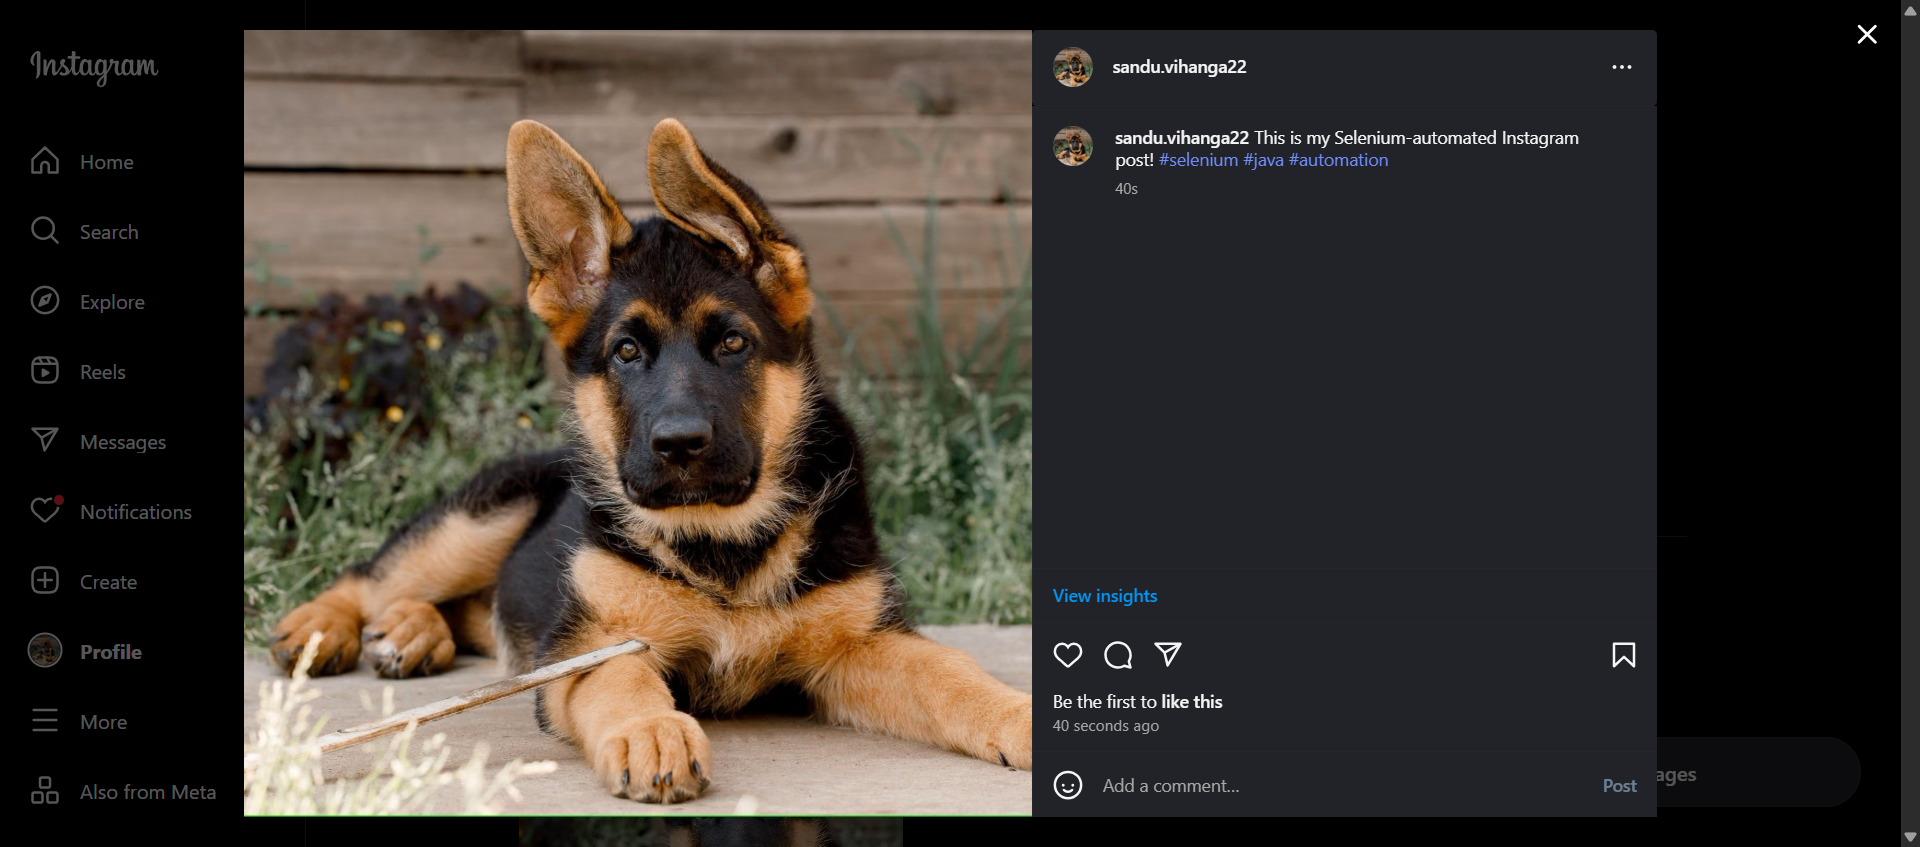 Instagram
Home
Search
Explore
Reels
Messages
Notifications
Create
Profile
More
Also from Meta
sandu.vihanga22
sandu.vihanga22 This is my Selenium-automated Instagram
post! #selenium #java #automation
40s
View insights
Be the first to like this
40 seconds ago
Add a comment...
Post